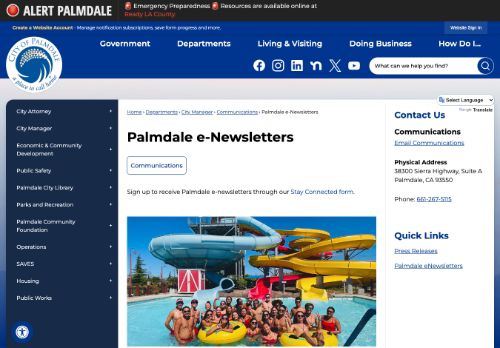 ALERT PALMDALE
🚨 Emergency Preparedness 🚨 Resources are available online at
Ready LA County.
Create a Website Account - Manage notification subscriptions, save form progress and more.
Website Sign In
CITY OF PALMDALE
a place to call home
Government
Departments
Living & Visiting
Doing Business
How Do I...
What can we help you find?
Select Language
Google Translate
City Attorney
City Manager
Economic & Community
Development
Public Safety
Palmdale City Library
Parks and Recreation
Palmdale Community
Foundation
Operations
SAVES
Housing
Public Works
Home › Departments › City Manager › Communications › Palmdale e-Newsletters
Palmdale e-Newsletters
Communications
Sign up to receive Palmdale e-newsletters through our Stay Connected form.
Contact Us
Communications
Email Communications
Physical Address
38300 Sierra Highway, Suite A
Palmdale, CA 93550
Phone: 661-267-5115
Quick Links
Press Releases
Palmdale eNewsletters